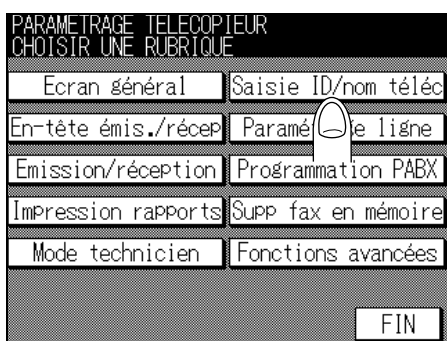 PARAMETRAGE TELECOPIEUR
CHOISIR UNE RUBRIQUE
Ecran général
Saisie ID/nom téléc
En-tête émis./récep
ligne
Emission/réception
Programmation PABX
Impression rapports
Supp fax en mémoire
Mode technicien
Fonctions avancées
FIN